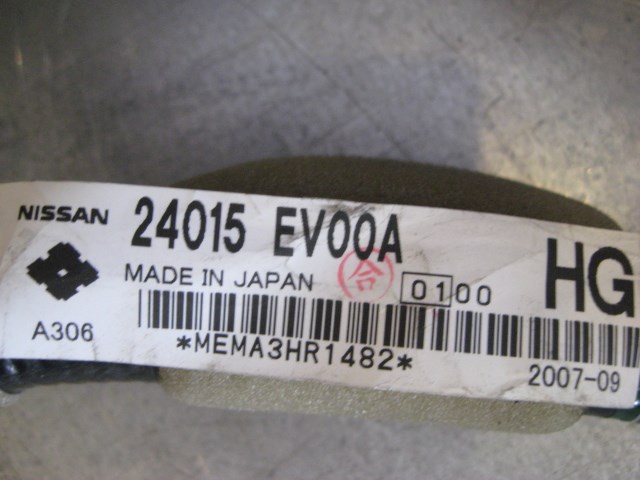 NISSAN 24015 EV00A HG
MADE IN JAPAN 合 0100
A306
*MEMA3HR1482*
2007-09